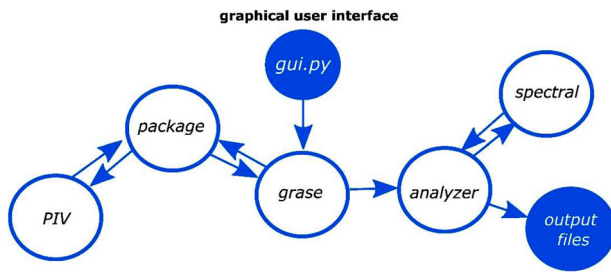 graphical user interface
gui.py
spectral
package
grase
analyzer
PIV
output
files